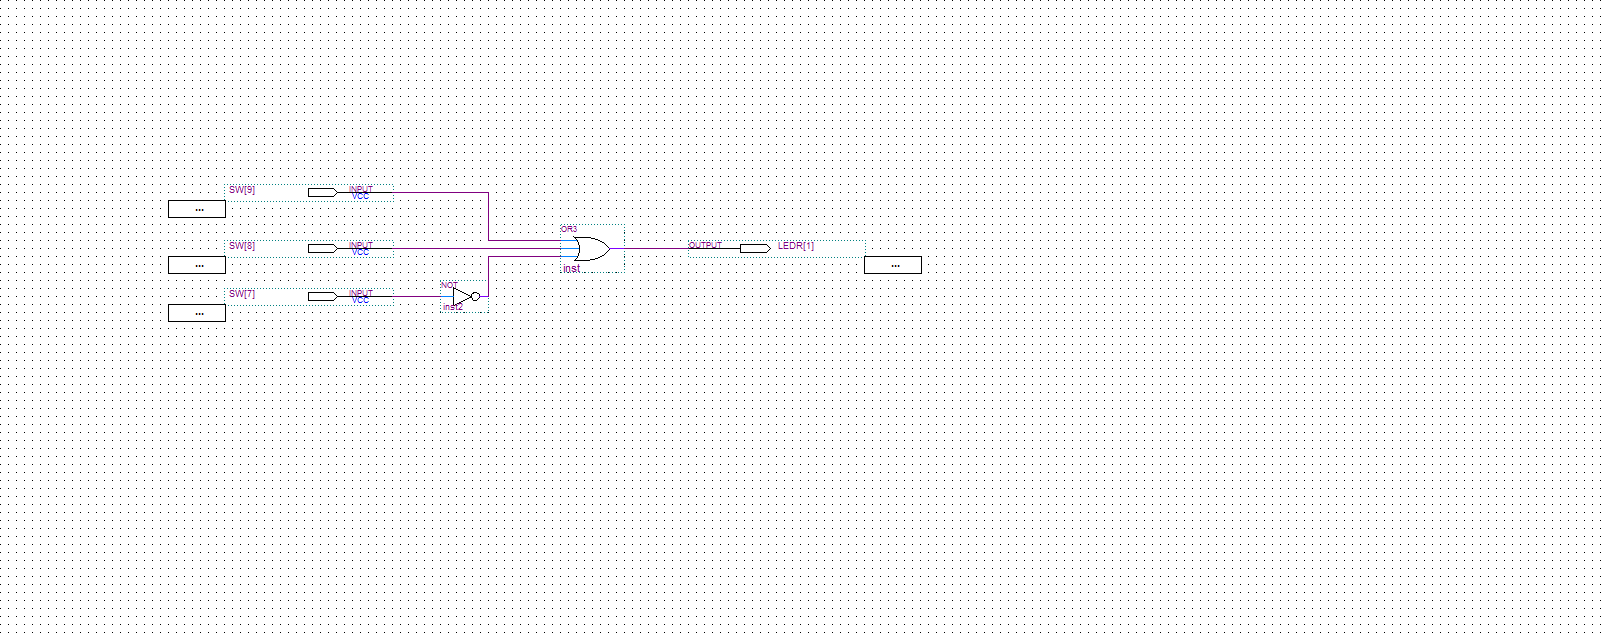 SW[9]
INPUT
VCC
...
OR3
SW[8]
INPUT
VCC
OUTPUT
LEDR[1]
...
...
inst
NOT
SW[7]
INPUT
VCC
inst2
...